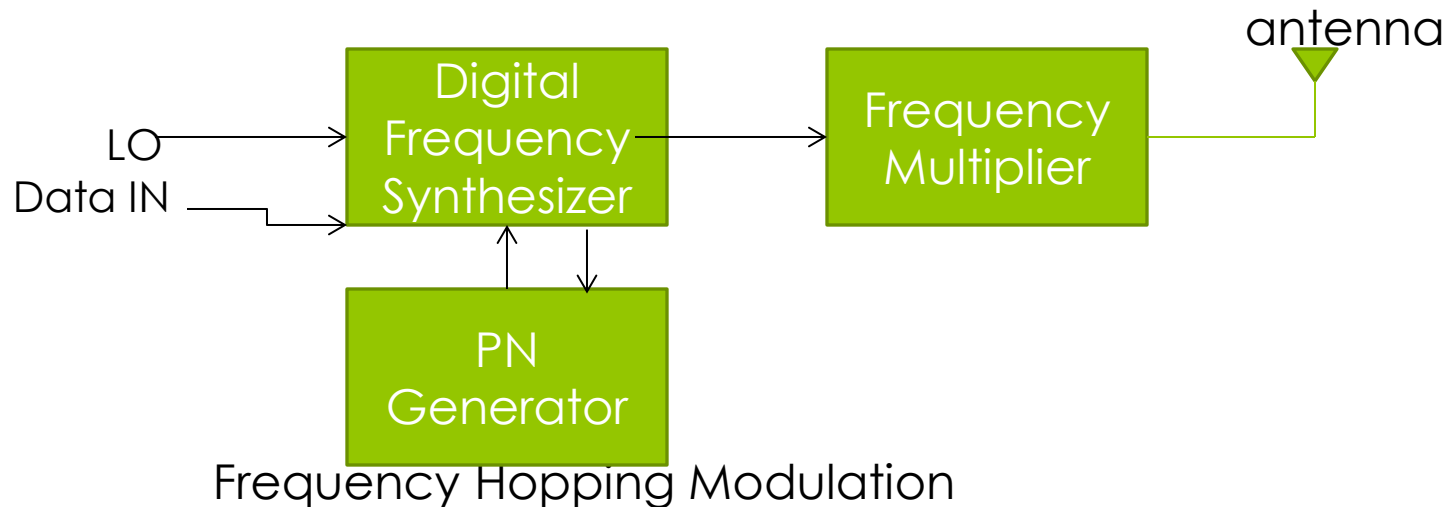 antenna
Digital
Frequency
Synthesizer
Frequency
Multiplier
LO
Data IN
PN
Generator
Frequency Hopping Modulation